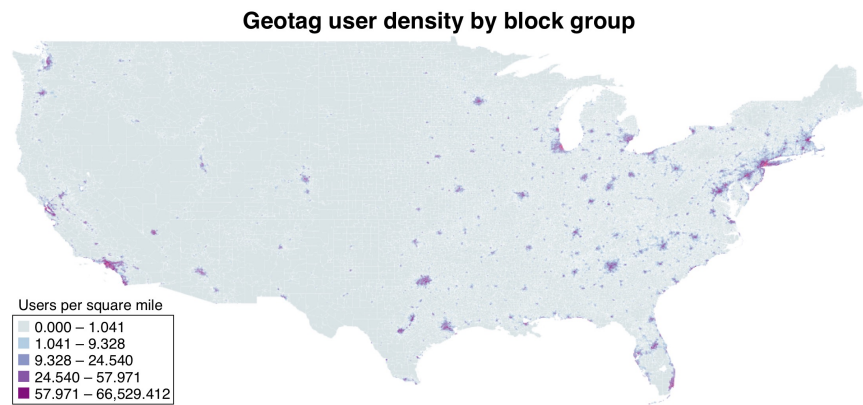 Geotag user density by block group
Users per square mile
0.000 – 1.041
1.041 – 9.328
9.328 – 24.540
24.540 – 57.971
57.971 – 66,529.412